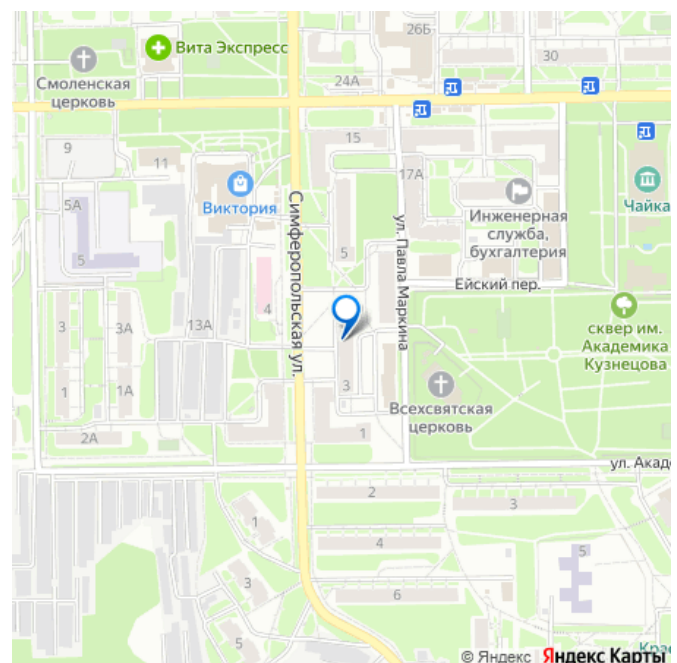 26Б
Вита Экспресс
30
Смоленская
церковь
24А
15
9
11
17А
Виктория
5А
Инженерная
служба,
бухгалтерия
Чайка
5
5
Симферопольская ул.
ул. Павла Маркина
Ейский пер.
4
13А
3
3А
сквер им.
Академика
Кузнецова
3
1
1А
Всехсвятская
церковь
2А
1
ул. Акад
2
3
1
4
5
6
3
5
© Яндекс Яндекс Карты